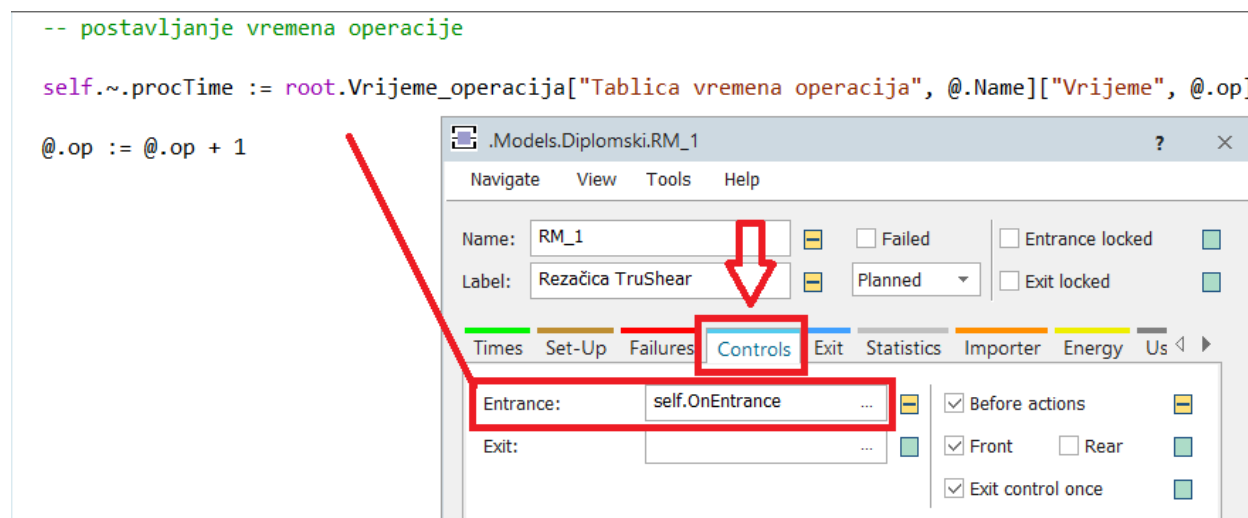 -- postavljanje vremena operacije
self.~.procTime := root.Vrijeme_operacija["Tablica vremena operacija", @.Name]["Vrijeme", @.op]
@.op := @.op + 1
.Models.Diplomski.RM_1 ?
Navigate View Tools Help
Name: RM_1 Failed Entrance locked
Label: Rezačica TruShear Planned Exit locked
Times Set-Up Failures Controls Exit Statistics Importer Energy Us
Entrance: self.OnEntrance ... Before actions
Exit: ... Front Rear
Exit control once